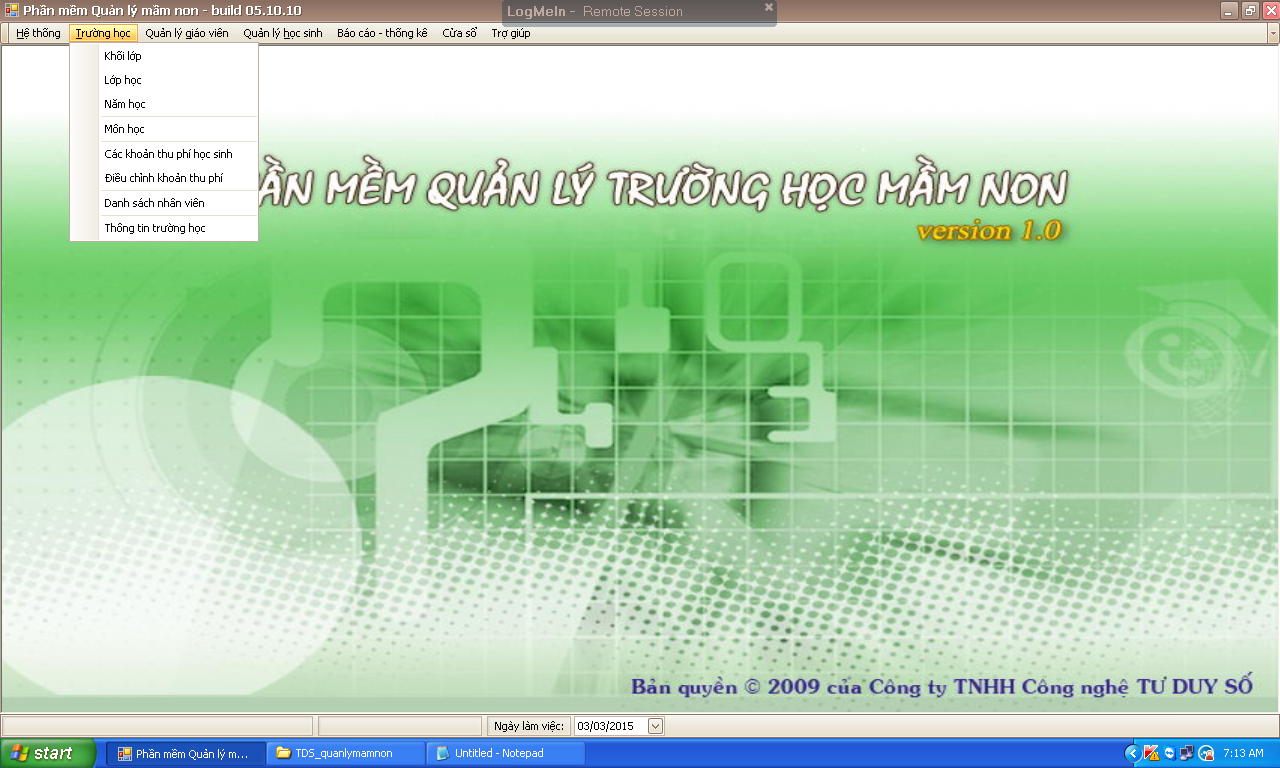 Phần mềm Quản lý mầm non - build 05.10.10
LogMeIn - Remote Session
Hệ thống Trường học Quản lý giáo viên Quản lý học sinh Báo cáo - thống kê Cửa sổ Trợ giúp
Khối lớp
Lớp học
Năm học
Môn học
Các khoản thu phí học sinh
Điều chỉnh khoản thu phí
Danh sách nhân viên
Thông tin trường học
ẦN MỀM QUẢN LÝ TRƯỜNG HỌC MẦM NON
version 1.0
Bản quyền © 2009 của Công ty TNHH Công nghệ TƯ DUY SỐ
Ngày làm việc: 03/03/2015
start Phần mềm Quản lý m... TDS_quanlymamnon Untitled - Notepad 7:13 AM